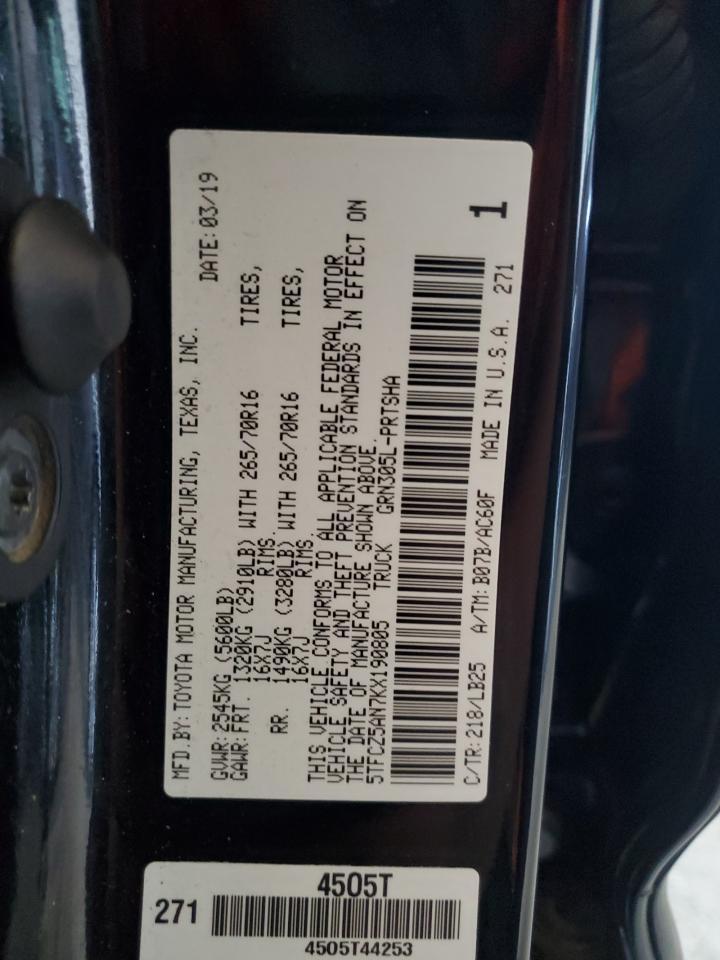 MFD.BY:TOYOTA MOTOR MANUFACTURING, TEXAS, INC.
DATE:03/19
GVWR:2545KG (5600LB)
GAWR:FRT. 1320KG (2910LB) WITH 265/70R16 TIRES,
16X7J RIMS.
RR. 1490KG (3280LB) WITH 265/70R16 TIRES,
16X7J RIMS.
THIS VEHICLE CONFORMS TO ALL APPLICABLE FEDERAL MOTOR
VEHICLE SAFETY AND THEFT PREVENTION STANDARDS IN EFFECT ON
THE DATE OF MANUFACTURE SHOWN ABOVE.
5TFCZ5AN7KX190805 TRUCK GRN305L-PRTSHA
C/TR:218/LB25 A/TM:B07B/AC60F MADE IN U.S.A. 271
1
4505T
271
4505T44253